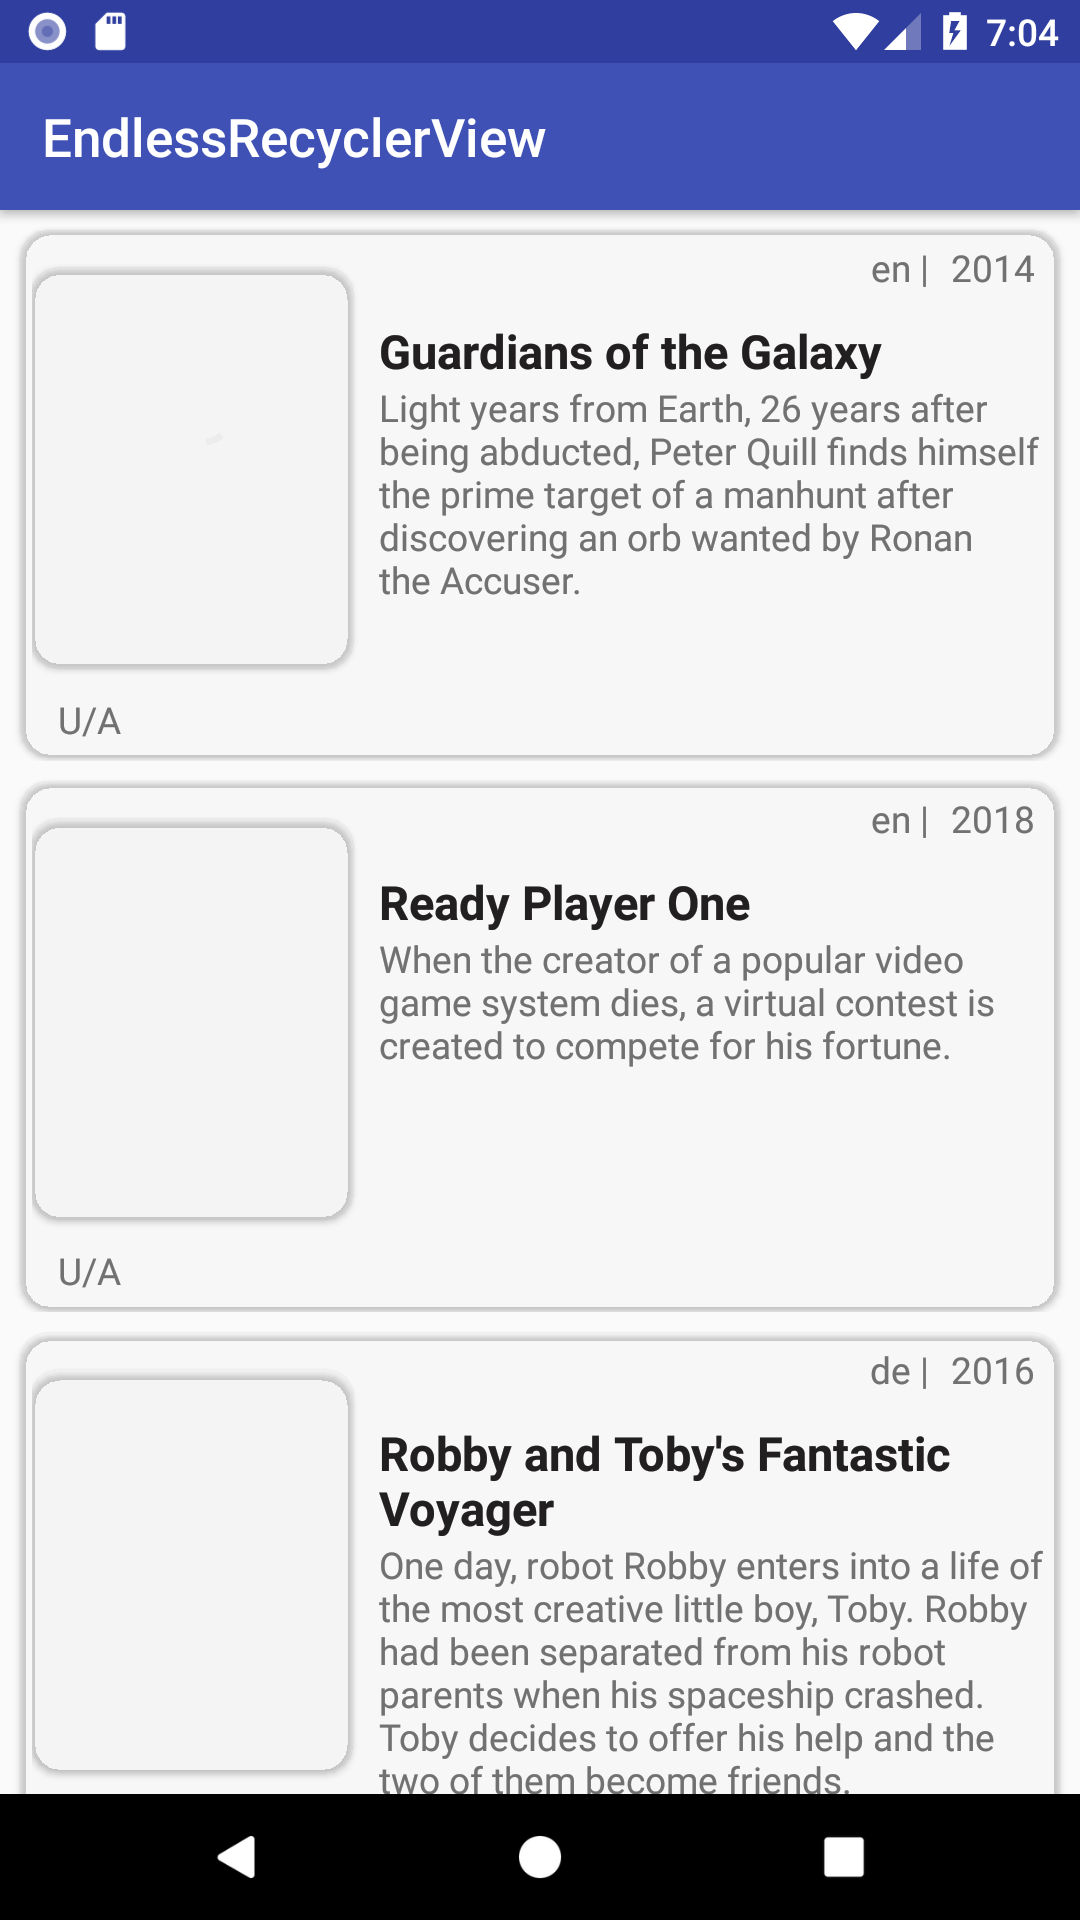 7:04
EndlessRecyclerView
en | 2014
Guardians of the Galaxy
Light years from Earth, 26 years after
being abducted, Peter Quill finds himself
the prime target of a manhunt after
discovering an orb wanted by Ronan
the Accuser.
U/A
en | 2018
Ready Player One
When the creator of a popular video
game system dies, a virtual contest is
created to compete for his fortune.
U/A
de | 2016
Robby and Toby's Fantastic
Voyager
One day, robot Robby enters into a life of
the most creative little boy, Toby. Robby
had been separated from his robot
parents when his spaceship crashed.
Toby decides to offer his help and the
two of them become friends.